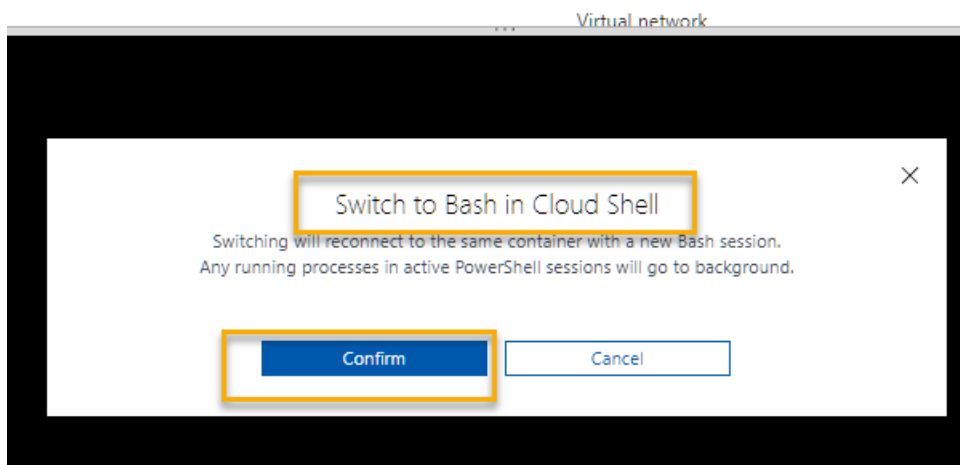 Virtual network
Switch to Bash in Cloud Shell
Switching will reconnect to the same container with a new Bash session.
Any running processes in active PowerShell sessions will go to background.
Confirm
Cancel